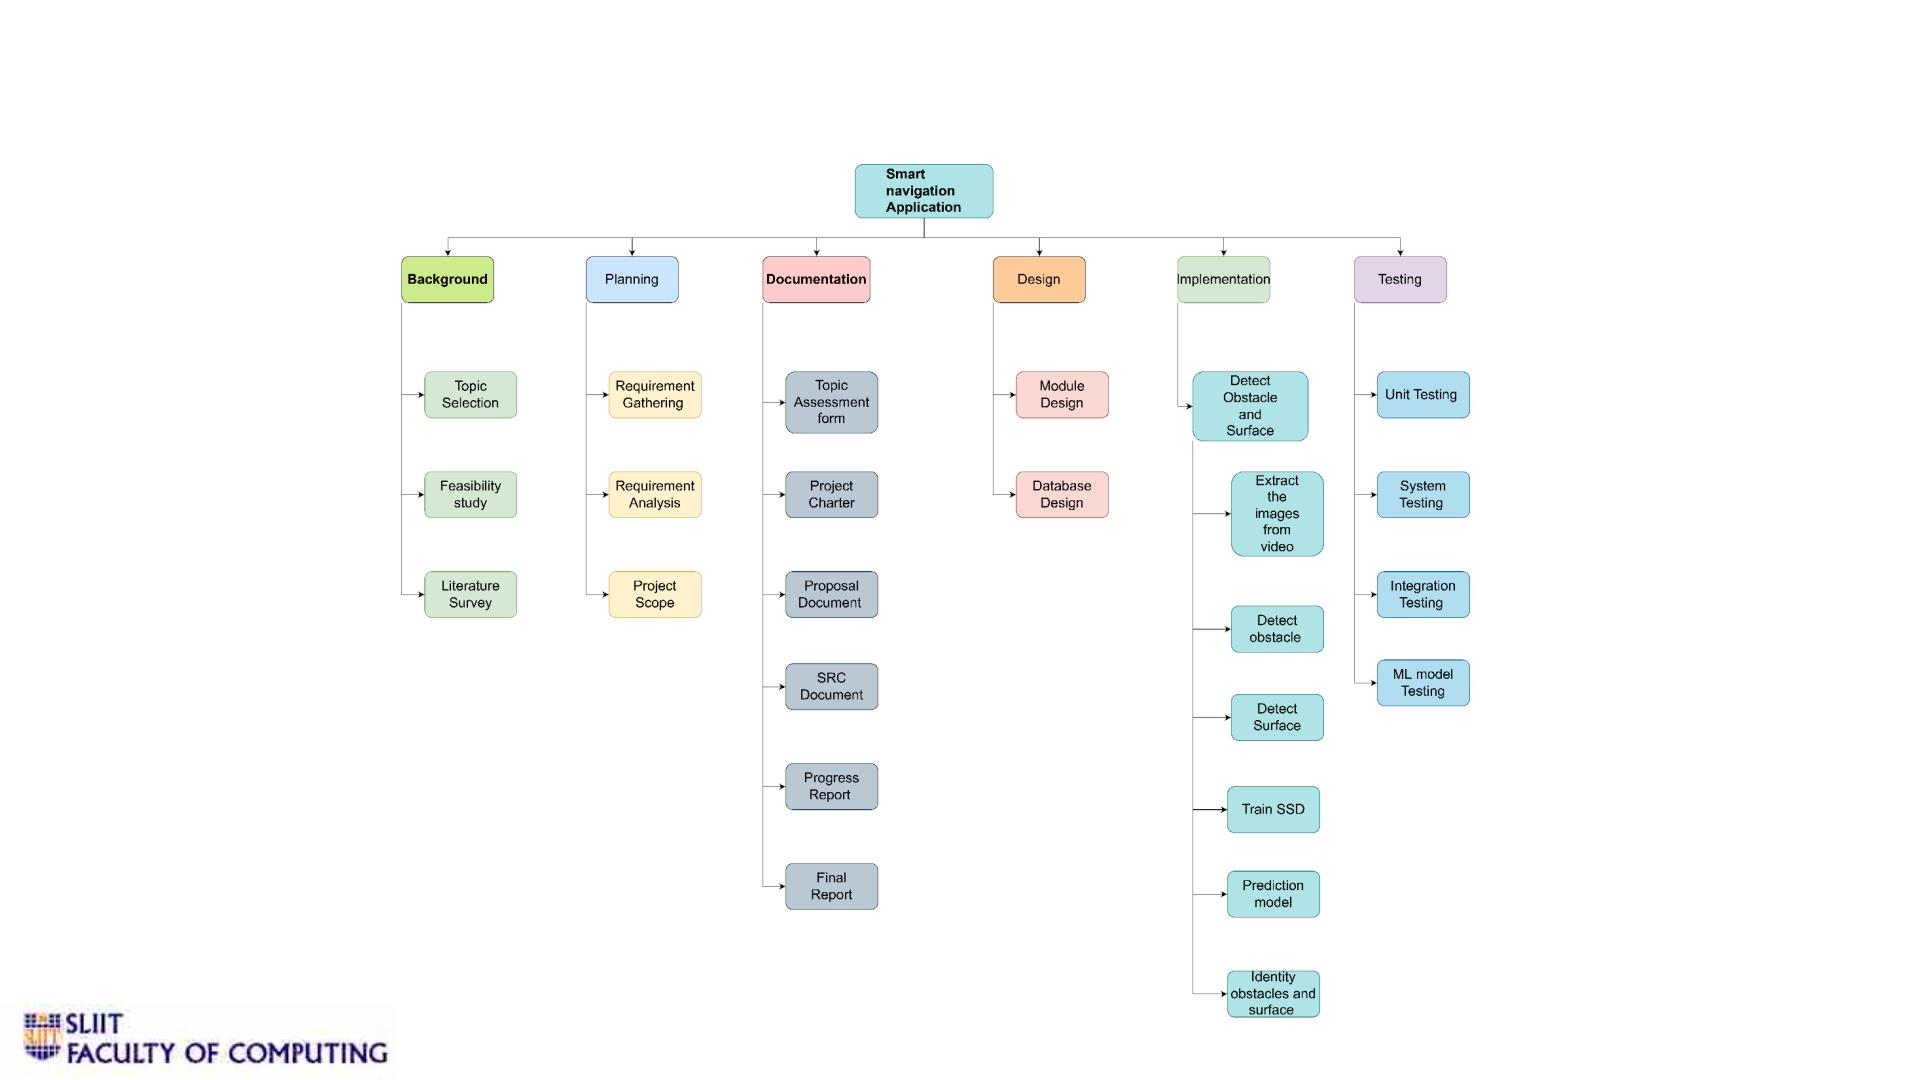 Smart
navigation
Application
Background
Planning
Documentation
Design
Implementation
Testing
Topic
Selection
Feasibility
study
Literature
Survey
Requirement
Gathering
Requirement
Analysis
Project
Scope
Topic
Assessment
form
Project
Charter
Proposal
Document
SRC
Document
Progress
Report
Final
Report
Module
Design
Database
Design
Detect
Obstacle
and
Surface
Extract
the
images
from
video
Detect
obstacle
Detect
Surface
Train SSD
Prediction
model
Identity
obstacles and
surface
Unit Testing
System
Testing
Integration
Testing
ML model
Testing
SLIIT
FACULTY OF COMPUTING